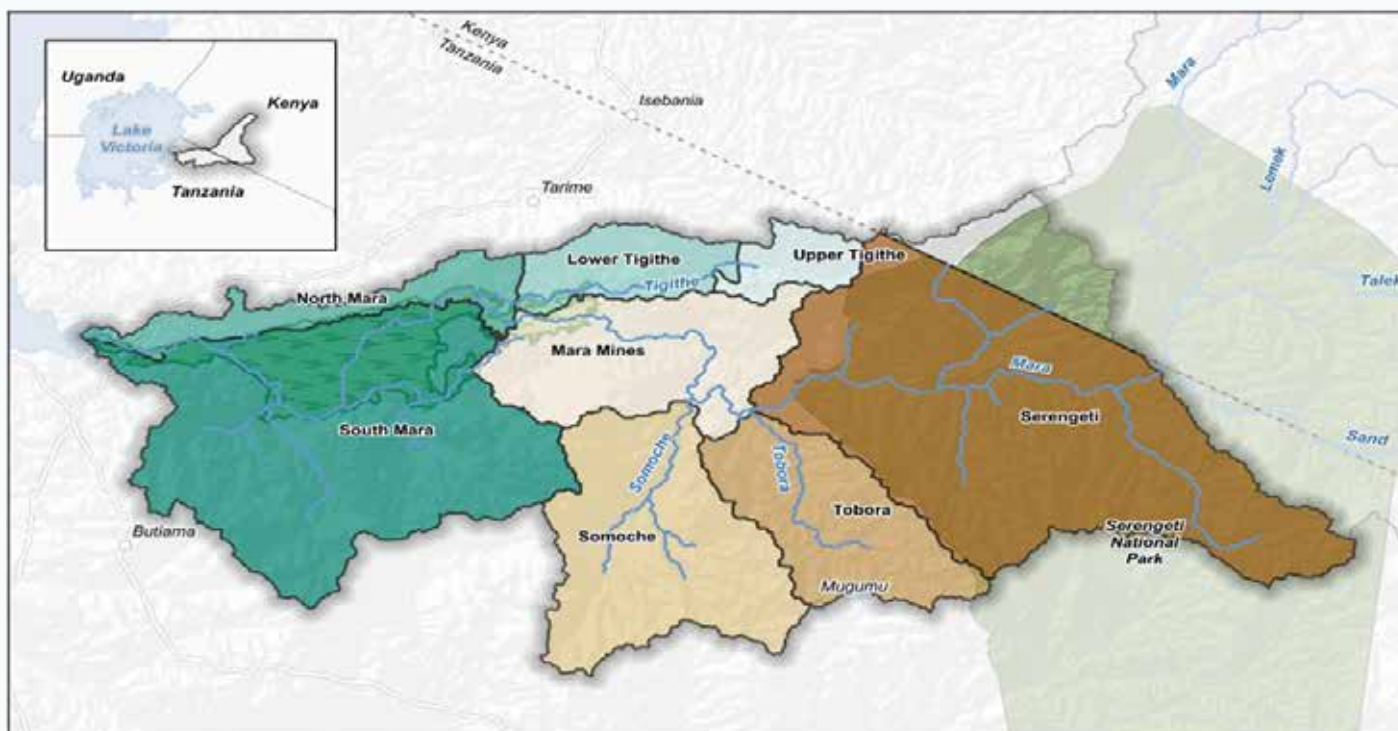 Kenya
Tanzania
Uganda
Kenya
Lake
Victoria
Tanzania
Isebania
Mara
Lemek
Tarime
Lower Tigithe
Upper Tigithe
Tigithe
North Mara
Talek
Mara Mines
Mara
Serengeti
South Mara
Sand
Somoche
Tobora
Tobora
Butiama
Somoche
Serengeti
National
Park
Mugumu